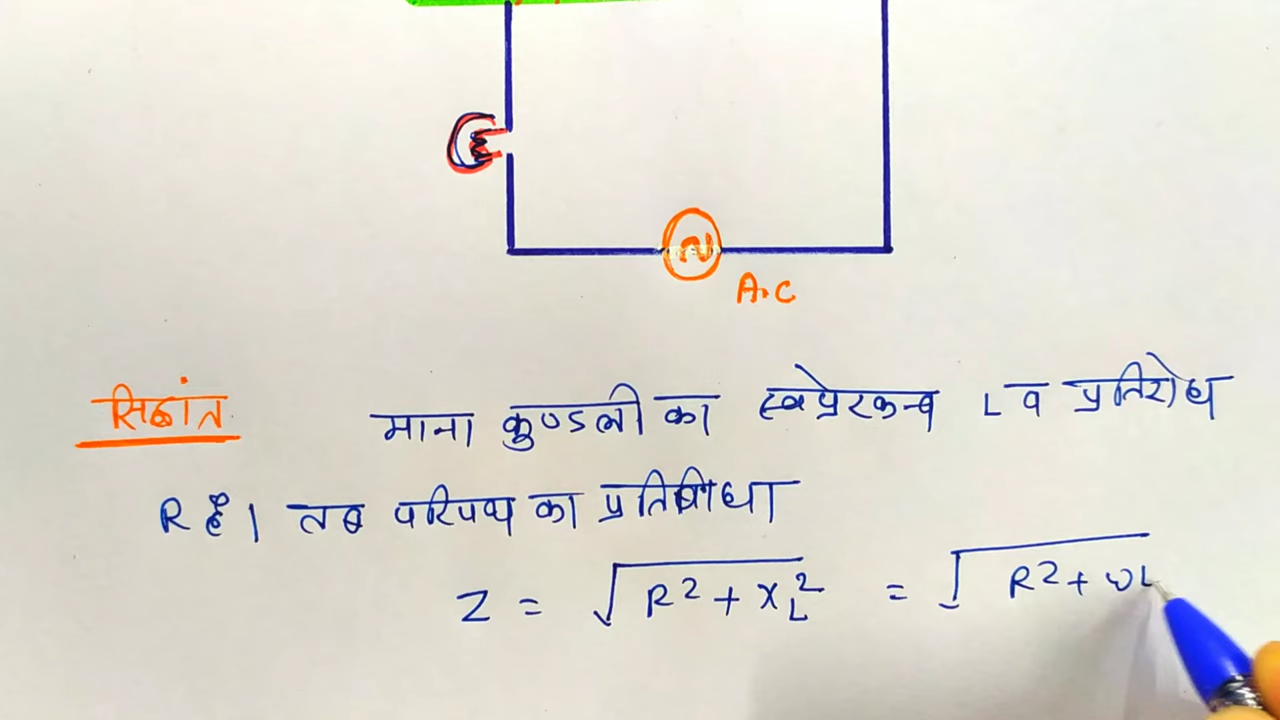 A.C
सिद्धांत माना कुण्डली का स्वप्रेरकत्व L व प्रतिरोध
R है। तब परिपथ का प्रतिबाधा
Z = √R² + X_L² = √R² + ωL